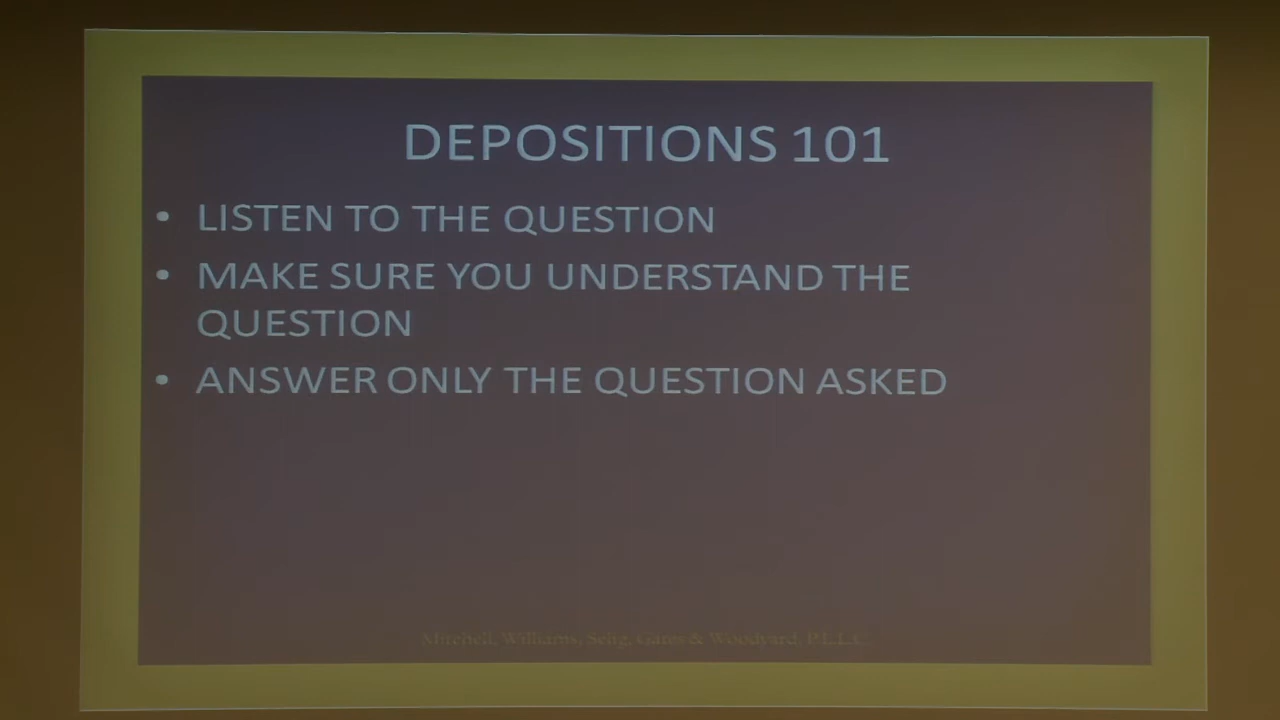 DEPOSITIONS 101
• LISTEN TO THE QUESTION
• MAKE SURE YOU UNDERSTAND THE
QUESTION
• ANSWER ONLY THE QUESTION ASKED
Mitchell, Williams, Selig, Gates & Woodyard, P.L.L.C.